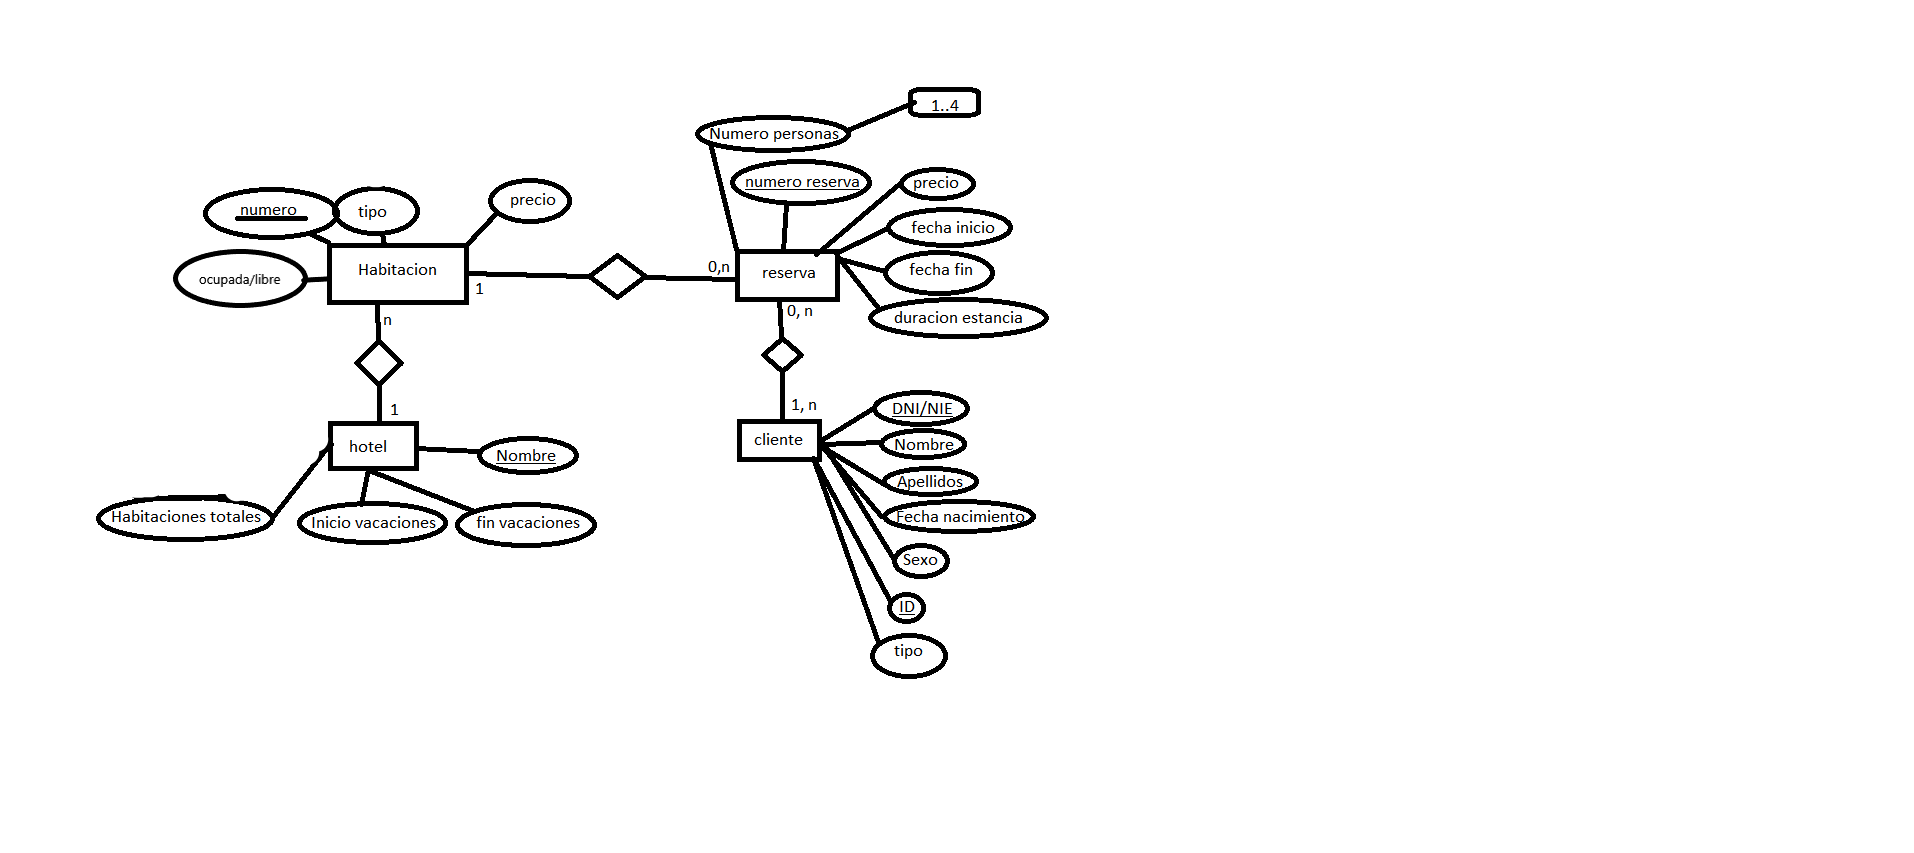 1..4
Numero personas
numero reserva
precio
numero
tipo
precio
fecha inicio
ocupada/libre
Habitacion
1
0,n
reserva
fecha fin
0, n
duracion estancia
n
1
1, n
DNI/NIE
hotel
Nombre
cliente
Nombre
Apellidos
Habitaciones totales
Inicio vacaciones
fin vacaciones
Fecha nacimiento
Sexo
ID
tipo